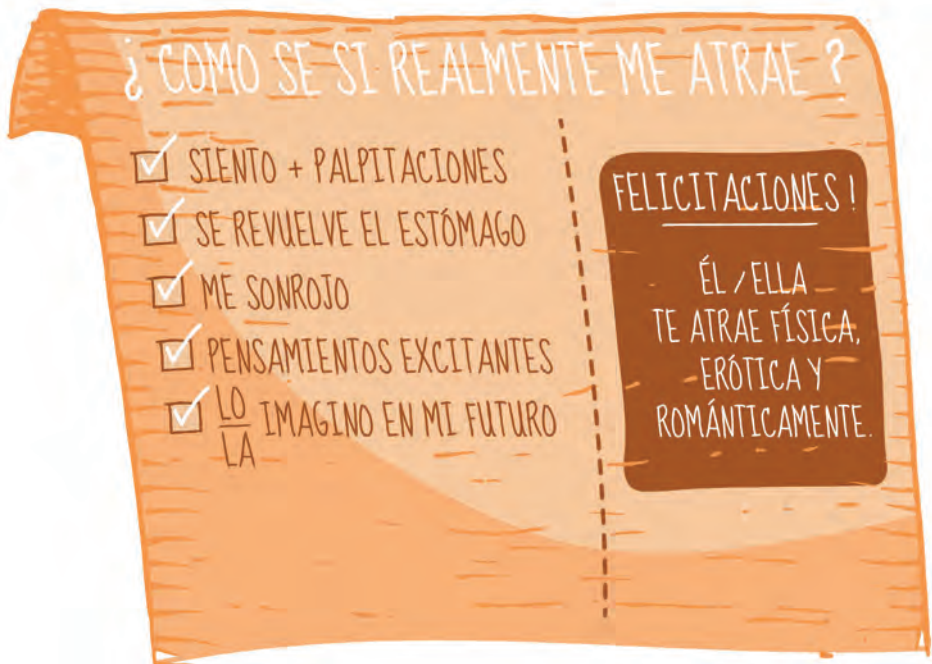 ¿ COMO SE SI REALMENTE ME ATRAE ?
SIENTO + PALPITACIONES
SE REVUELVE EL ESTÓMAGO
ME SONROJO
PENSAMIENTOS EXCITANTES
LO
LA IMAGINO EN MI FUTURO
FELICITACIONES !
ÉL / ELLA
TE ATRAE FÍSICA,
ERÓTICA Y
ROMÁNTICAMENTE.